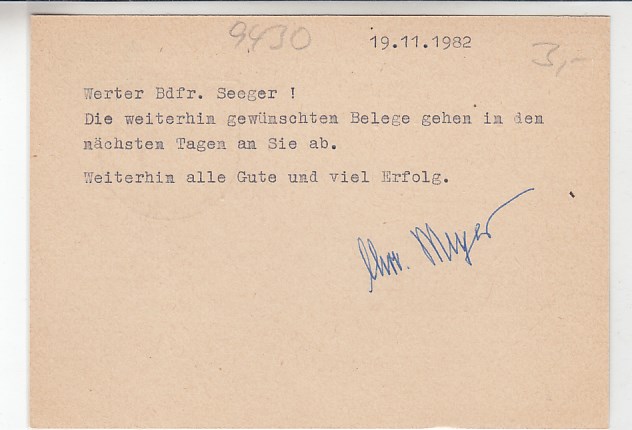 9430
19.11.1982
3,-
Werter Bdfr. Seeger !
Die weiterhin gewünschten Belege gehen in den
nächsten Tagen an Sie ab.
Weiterhin alle Gute und viel Erfolg.
Meyer